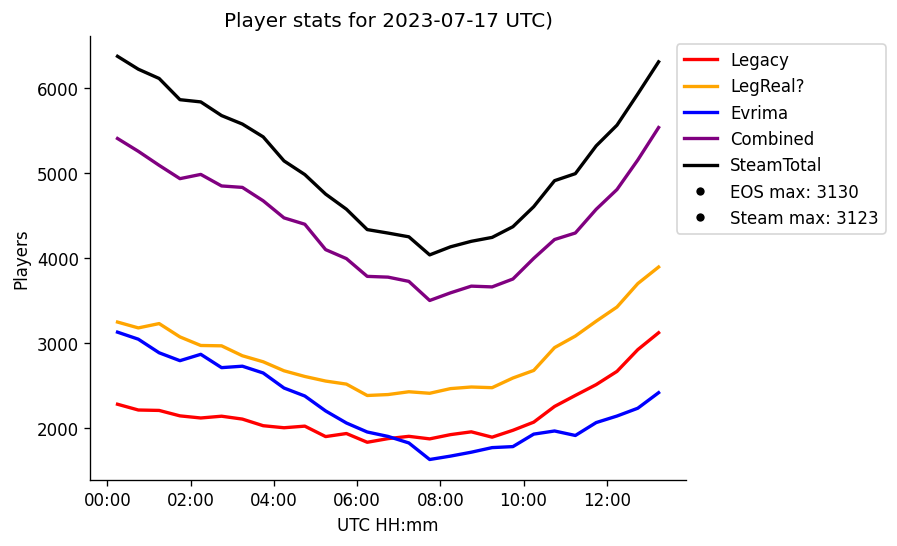 Player stats for 2023-07-17 UTC)
Legacy
LegReal?
Evrima
Combined
SteamTotal
EOS max: 3130
Steam max: 3123
Players
6000
5000
4000
3000
2000
00:00 02:00 04:00 06:00 08:00 10:00 12:00
UTC HH:mm